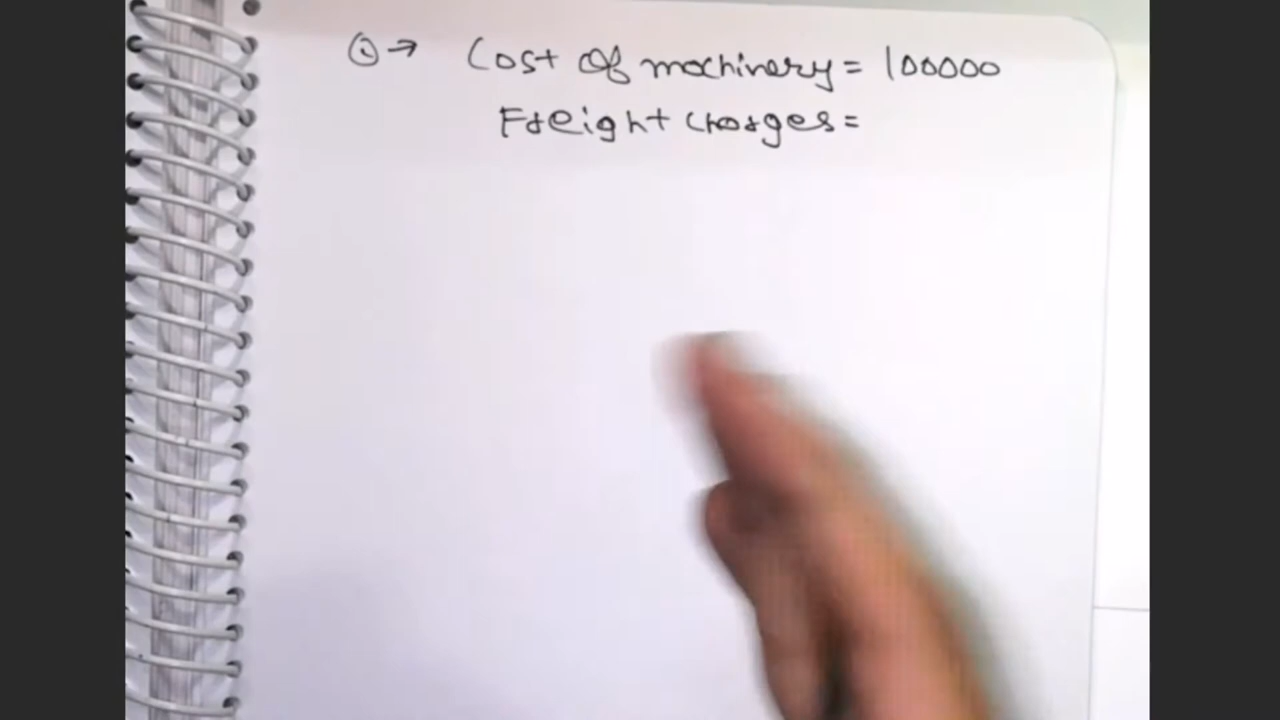 ① → Cost Of machinery = 100000
Freight charges =